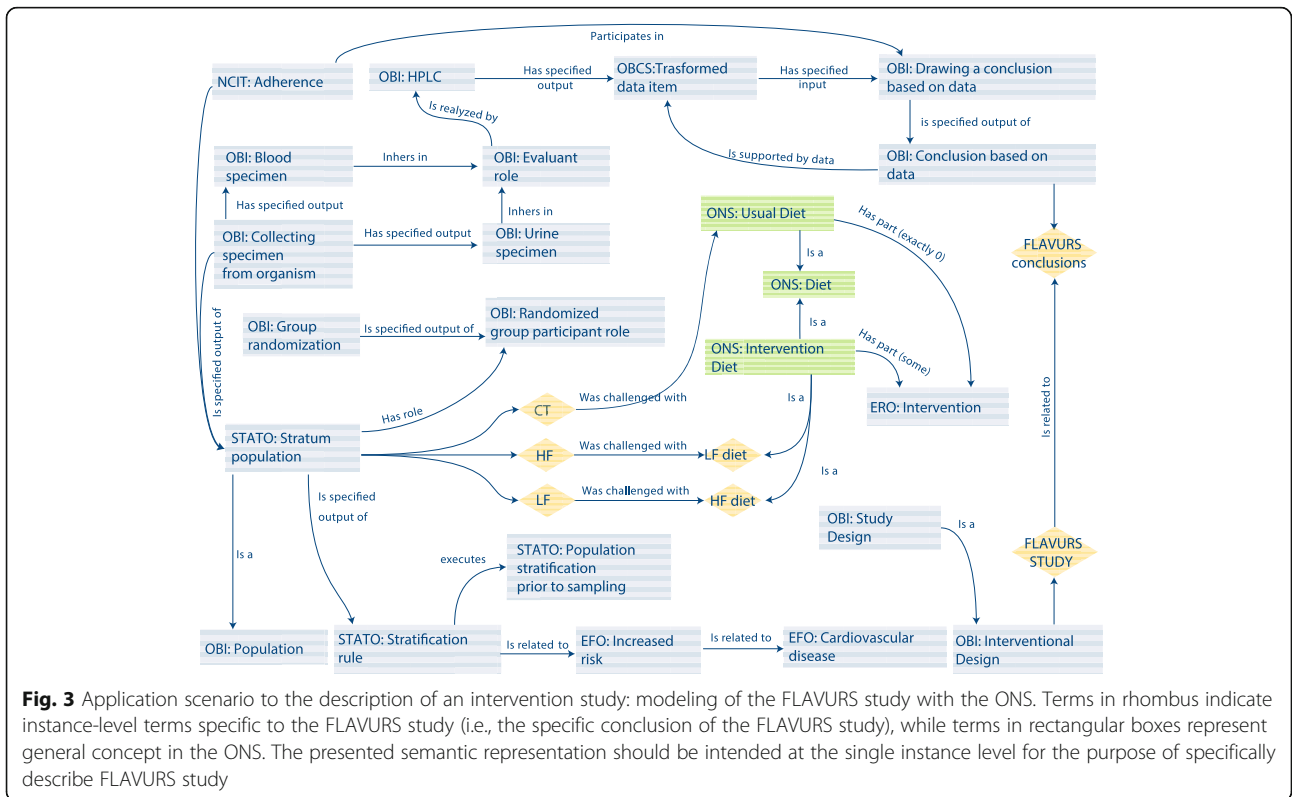 Participates in
NCIT: Adherence
OBI: HPLC
Has specified
output
OBCS:Trasformed
data item
Has specified
input
OBI: Drawing a conclusion
based on data
Is realyzed by
is specified output of
OBI: Blood
specimen
Inhers in
OBI: Evaluant
role
Is supported by data
OBI: Conclusion based on
data
Has specified output
ONS: Usual Diet
Has part (exactly 0)
OBI: Collecting
specimen
from organism
Has specified output
Inhers in
OBI: Urine
specimen
FLAVURS
conclusions
Is a
ONS: Diet
Is specified output of
OBI: Group
randomization
Is specified output of
OBI: Randomized
group participant role
Is a
ONS: Intervention
Diet
Has part (some)
Is related to
Has role
CT
Was challenged with
Is a
ERO: Intervention
STATO: Stratum
population
HF
Was challenged with
LF diet
Is a
LF
Was challenged with
HF diet
Is specified
output of
OBI: Study
Design
Is a
FLAVURS
STUDY
Is a
executes
STATO: Population
stratification
prior to sampling
OBI: Population
STATO: Stratification
rule
Is related to
EFO: Increased
risk
Is related to
EFO: Cardiovascular
disease
OBI: Interventional
Design
Fig. 3 Application scenario to the description of an intervention study: modeling of the FLAVURS study with the ONS. Terms in rhombus indicate
instance-level terms specific to the FLAVURS study (i.e., the specific conclusion of the FLAVURS study), while terms in rectangular boxes represent
general concept in the ONS. The presented semantic representation should be intended at the single instance level for the purpose of specifically
describe FLAVURS study